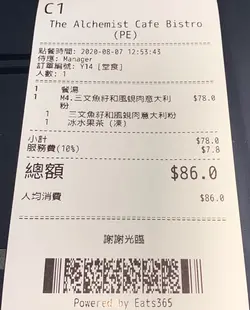 C1
The Alchemist Cafe Bistro
(PE)
點餐時間: 2020-08-07 12:53:43
侍應: Manager
訂單編號: Y14 [堂食]
人數: 1
1 餐湯
1 M4.三文魚籽和風蜆肉意大利粉 $78.0
1 三文魚籽和風蜆肉意大利粉
1 冰水果茶 (凍)
小計 $78.0
服務費(10%) $7.8
總額 $86.0
人均消費 $86.0
謝謝光臨
Powered by Eats365